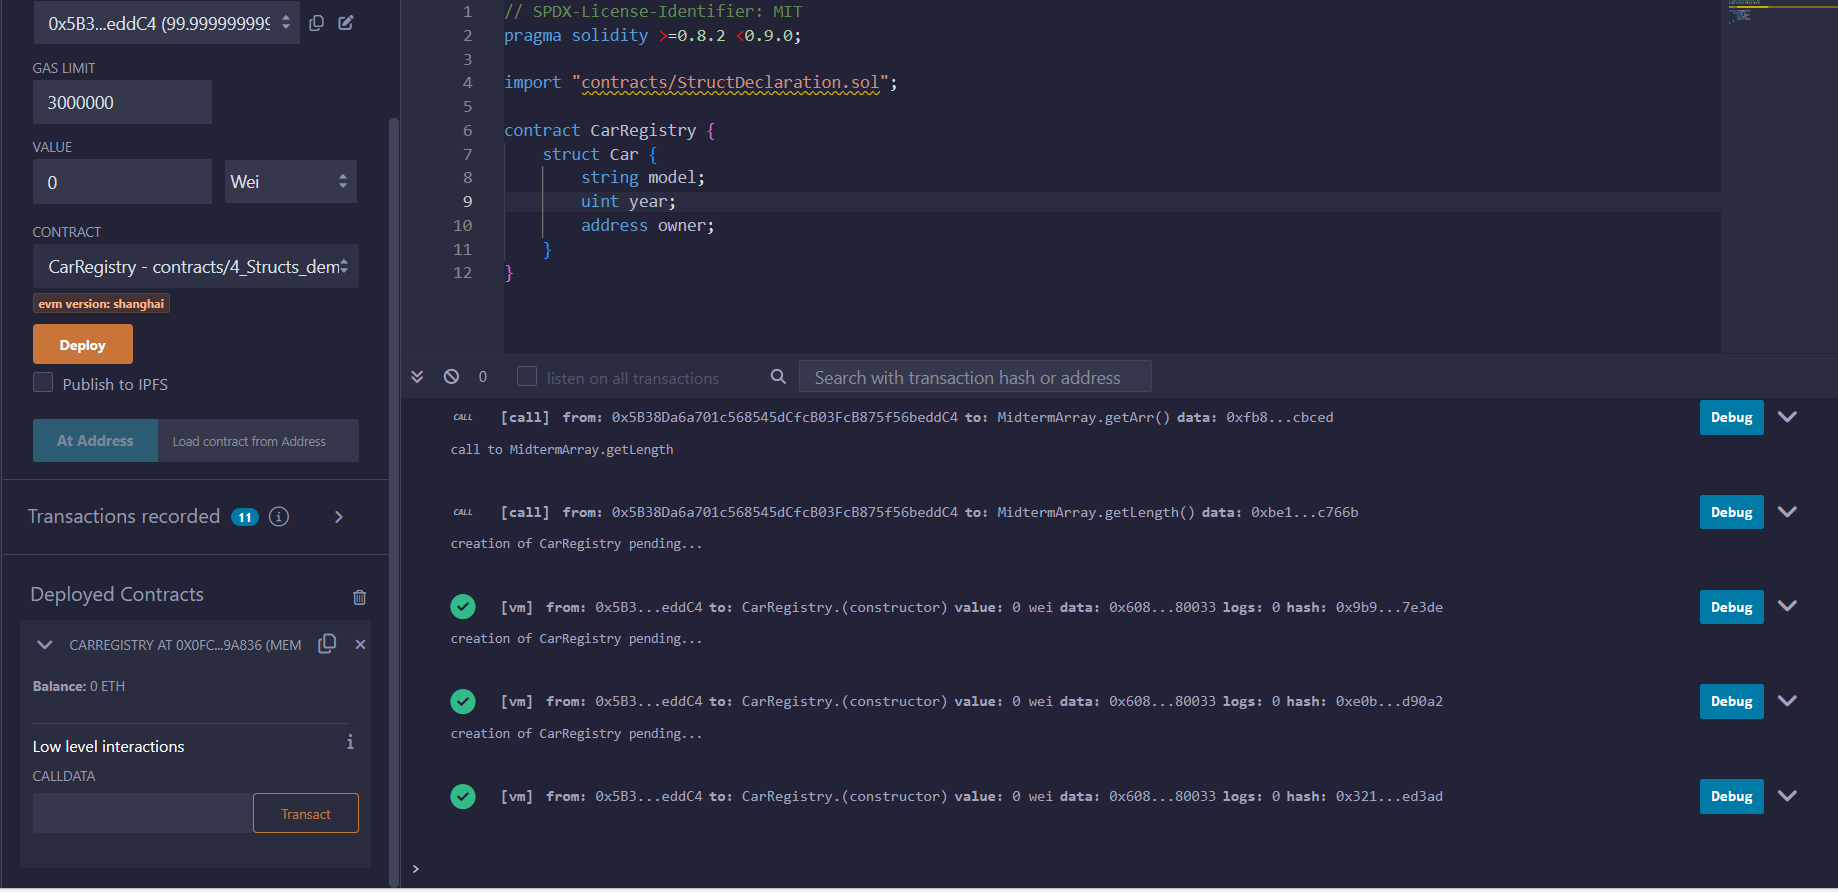 0x5B3...eddC4 (99.9999999999
GAS LIMIT
3000000
VALUE
0
Wei
CONTRACT
CarRegistry - contracts/4_Structs_dem
evm version: shanghai
Deploy
Publish to IPFS
At Address
Load contract from Address
Transactions recorded 11
Deployed Contracts
CARREGISTRY AT 0X0FC...9A836 (MEM
Balance: 0 ETH
Low level interactions
CALLDATA
Transact
1 // SPDX-License-Identifier: MIT
2 pragma solidity >=0.8.2 <0.9.0;
3
4 import "contracts/StructDeclaration.sol";
5
6 contract CarRegistry {
7 struct Car {
8 string model;
9 uint year;
10 address owner;
11 }
12 }
0
listen on all transactions
Search with transaction hash or address
CALL [call] from: 0x5B38Da6a701c568545dCfcB03FcB875f56beddC4 to: MidtermArray.getArr() data: 0xfb8...cbced
Debug
call to MidtermArray.getLength
CALL [call] from: 0x5B38Da6a701c568545dCfcB03FcB875f56beddC4 to: MidtermArray.getLength() data: 0xbe1...c766b
Debug
creation of CarRegistry pending...
[vm] from: 0x5B3...eddC4 to: CarRegistry.(constructor) value: 0 wei data: 0x608...80033 logs: 0 hash: 0x9b9...7e3de
Debug
creation of CarRegistry pending...
[vm] from: 0x5B3...eddC4 to: CarRegistry.(constructor) value: 0 wei data: 0x608...80033 logs: 0 hash: 0xe0b...d90a2
Debug
creation of CarRegistry pending...
[vm] from: 0x5B3...eddC4 to: CarRegistry.(constructor) value: 0 wei data: 0x608...80033 logs: 0 hash: 0x321...ed3ad
Debug
>